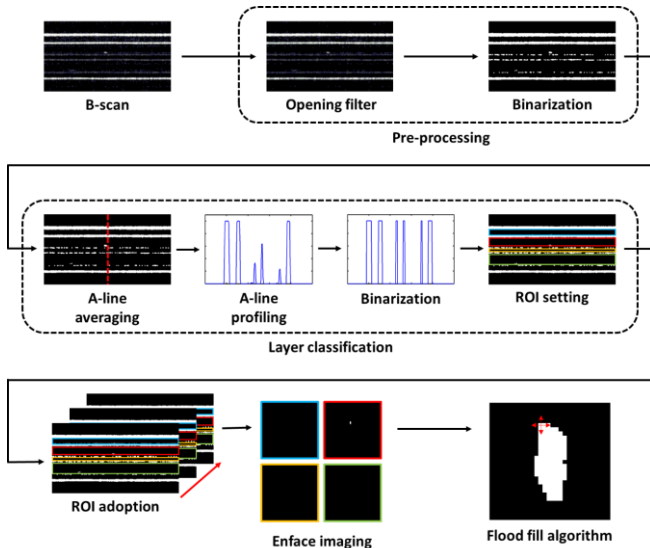 B-scan
Opening filter
Binarization
Pre-processing
A-line
averaging
A-line
profiling
Binarization
ROI setting
Layer classification
ROI adoption
Enface imaging
Flood fill algorithm